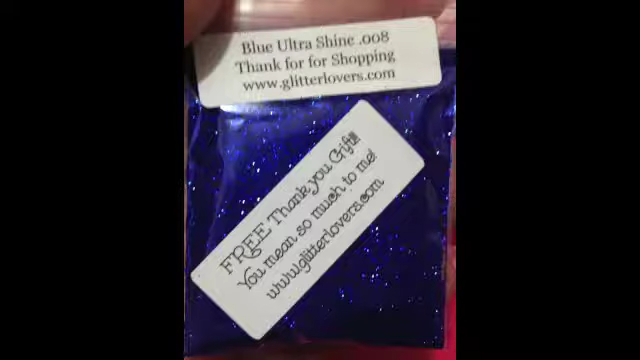 Blue Ultra Shine .008
Thank for for Shopping
www.glitterlovers.com
FREE Thank you Gift!!!
You mean so much to me!
www.glitterlovers.com